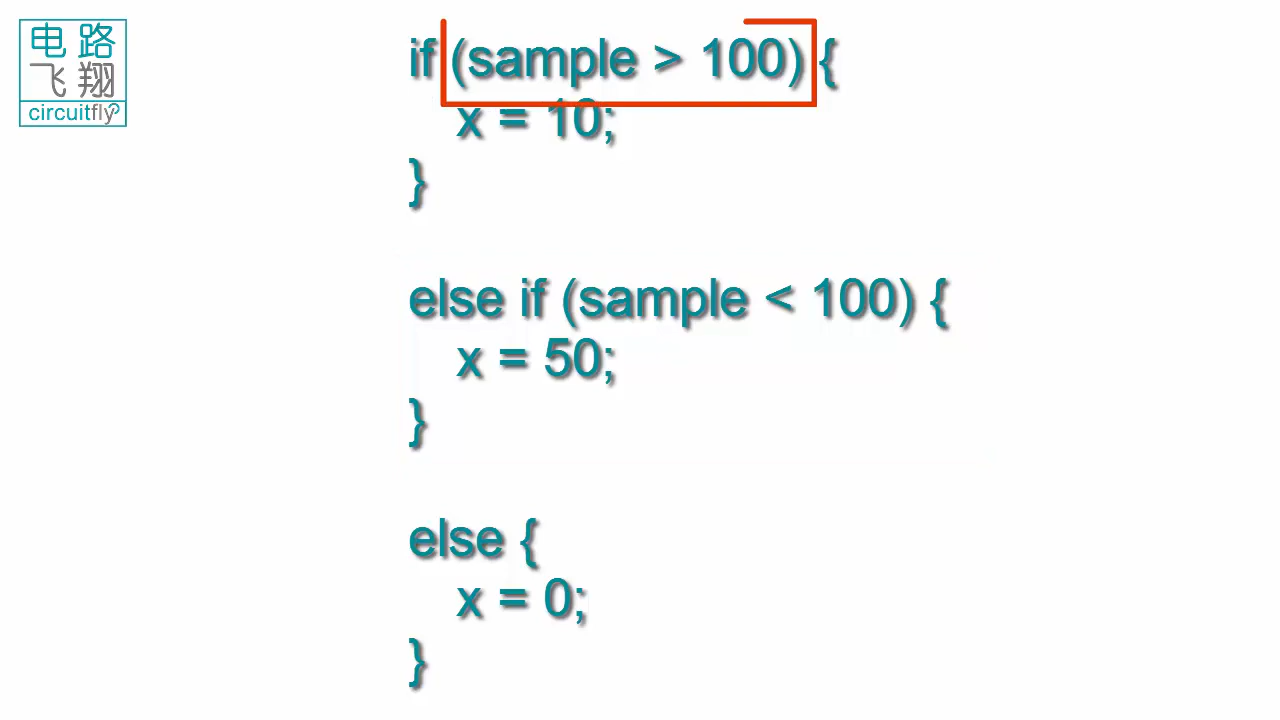 电路
飞翔
circuitfly
if (sample > 100) {
x = 10;
}
else if (sample < 100) {
x = 50;
}
else {
x = 0;
}